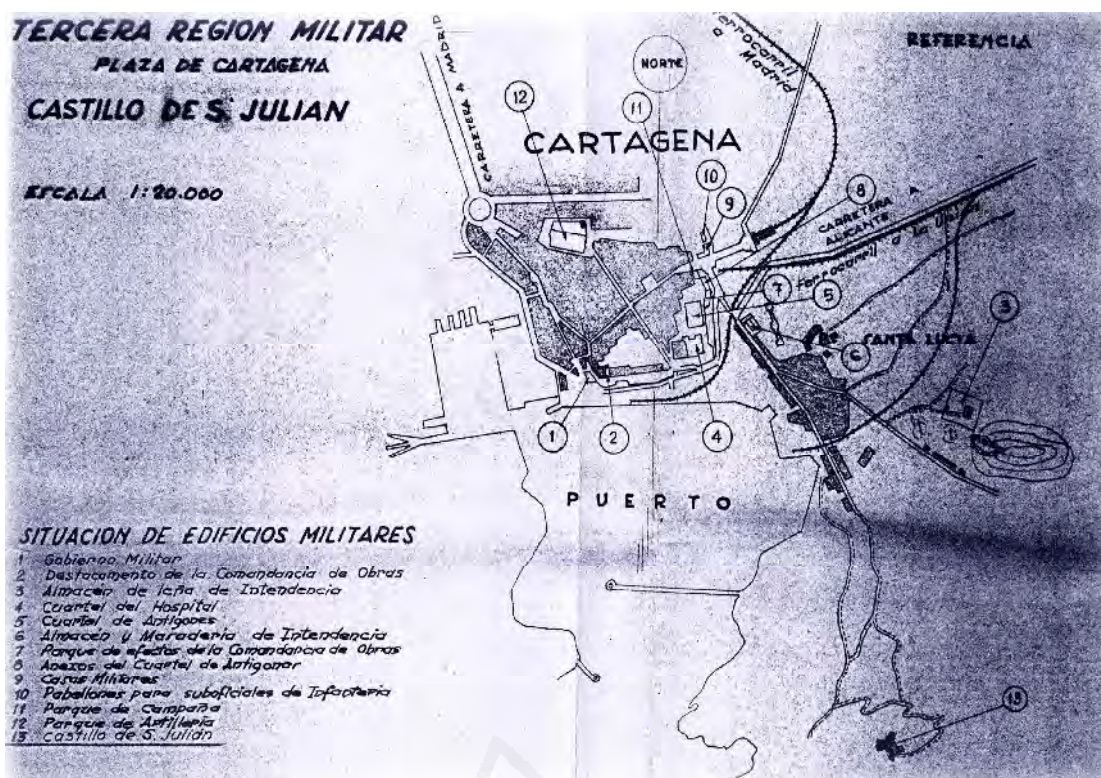 TERCERA REGION MILITAR
PLAZA DE CARTAGENA
CASTILLO DE S. JULIAN
ESCALA 1:20.000
REFERENCIA
CARRETERA A MADRID
Ferrocarril a Madrid
NORTE
12
11
CARTAGENA
10
9
8
CARRETERA A
ALICANTE
Ferrocarril a La
7
5
3
SANTA LUCIA
6
1
2
4
PUERTO
13
SITUACION DE EDIFICIOS MILITARES
1 Gobierno Militar
2 Destacamento de la Comandancia de Obras
3 Almacen de leña de Intendencia
4 Cuartel del Hospital
5 Cuartel de Antigones
6 Almacen y Maraderia de Intendencia
7 Parque de efectos de la Comandancia de Obras
8 Anexos del Cuartel de Antigonar
9 Casas Militares
10 Pabellones para suboficiales de Infanteria
11 Parque de Campaña
12 Parque de Artilleria
13 Castillo de S. Julian